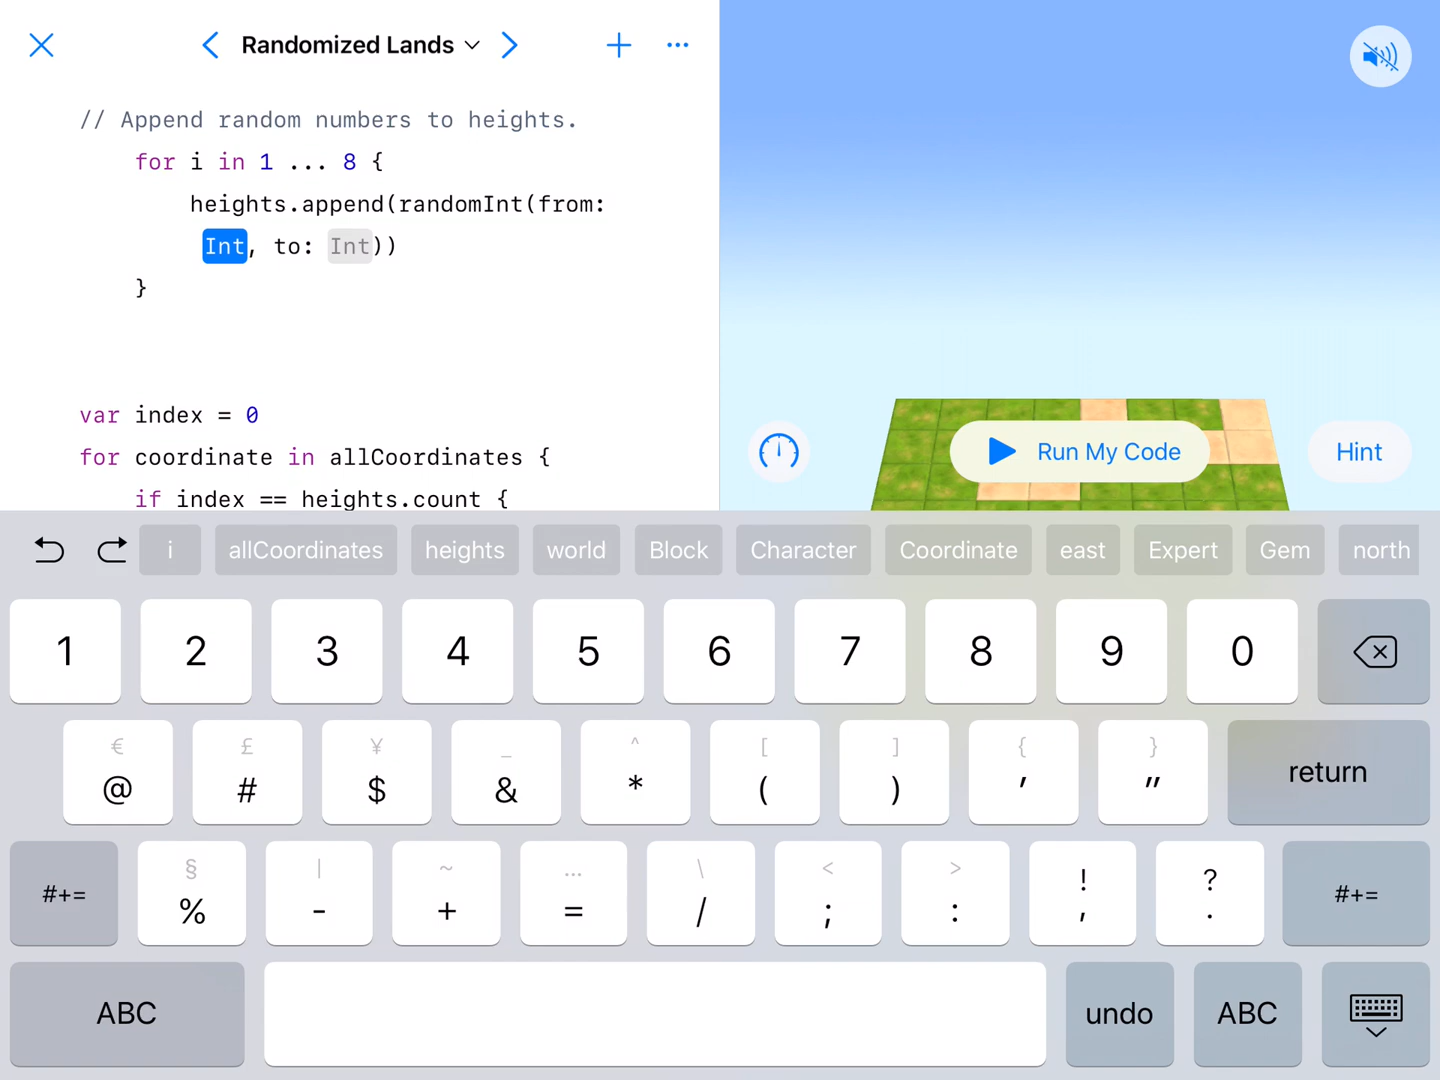 Randomized Lands
// Append random numbers to heights.
for i in 1 ... 8 {
heights.append(randomInt(from:
Int, to: Int))
}
var index = 0
for coordinate in allCoordinates {
if index == heights.count {
Run My Code
Hint
i allCoordinates heights world Block Character Coordinate east Expert Gem north
1 2 3 4 5 6 7 8 9 0
€ £ ¥ _ ^ [ ] { }
@ # $ & * ( ) ' " return
§ | ~ … \ < > ! ?
#+= % - + = / ; : , . #+=
ABC undo ABC